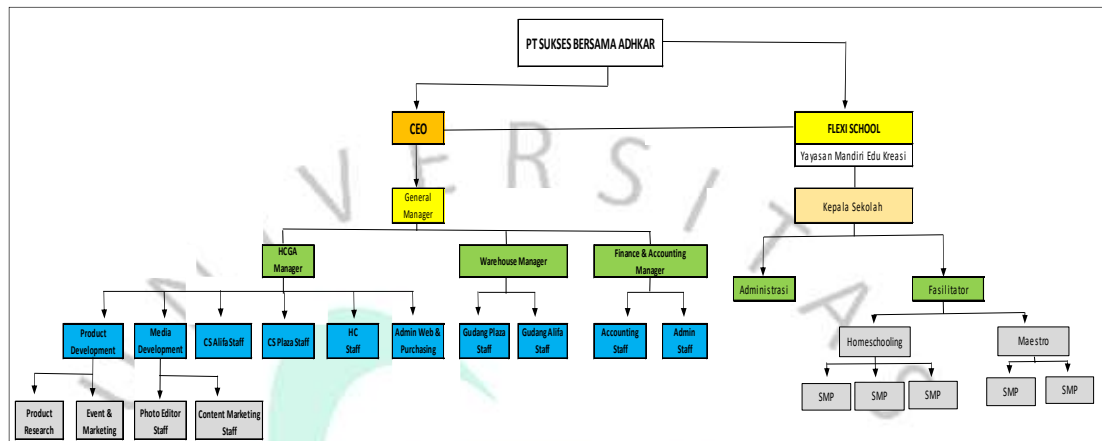 PT SUKSES BERSAMA ADHKAR
CEO
FLEXI SCHOOL
Yayasan Mandiri Edu Kreasi
General
Manager
Kepala Sekolah
HCGA
Manager
Warehouse Manager
Finance & Accounting
Manager
Administrasi
Fasilitator
Product
Development
Media
Development
CS Alifa Staff
CS Plaza Staff
HC
Staff
Admin Web &
Purchasing
Gudang Plaza
Staff
Gudang Alifa
Staff
Accounting
Staff
Admin
Staff
Homeschooling
Maestro
SMP
SMP
SMP
SMP
SMP
Product
Research
Event &
Marketing
Photo Editor
Staff
Content Marketing
Staff
UNIVERSITAS